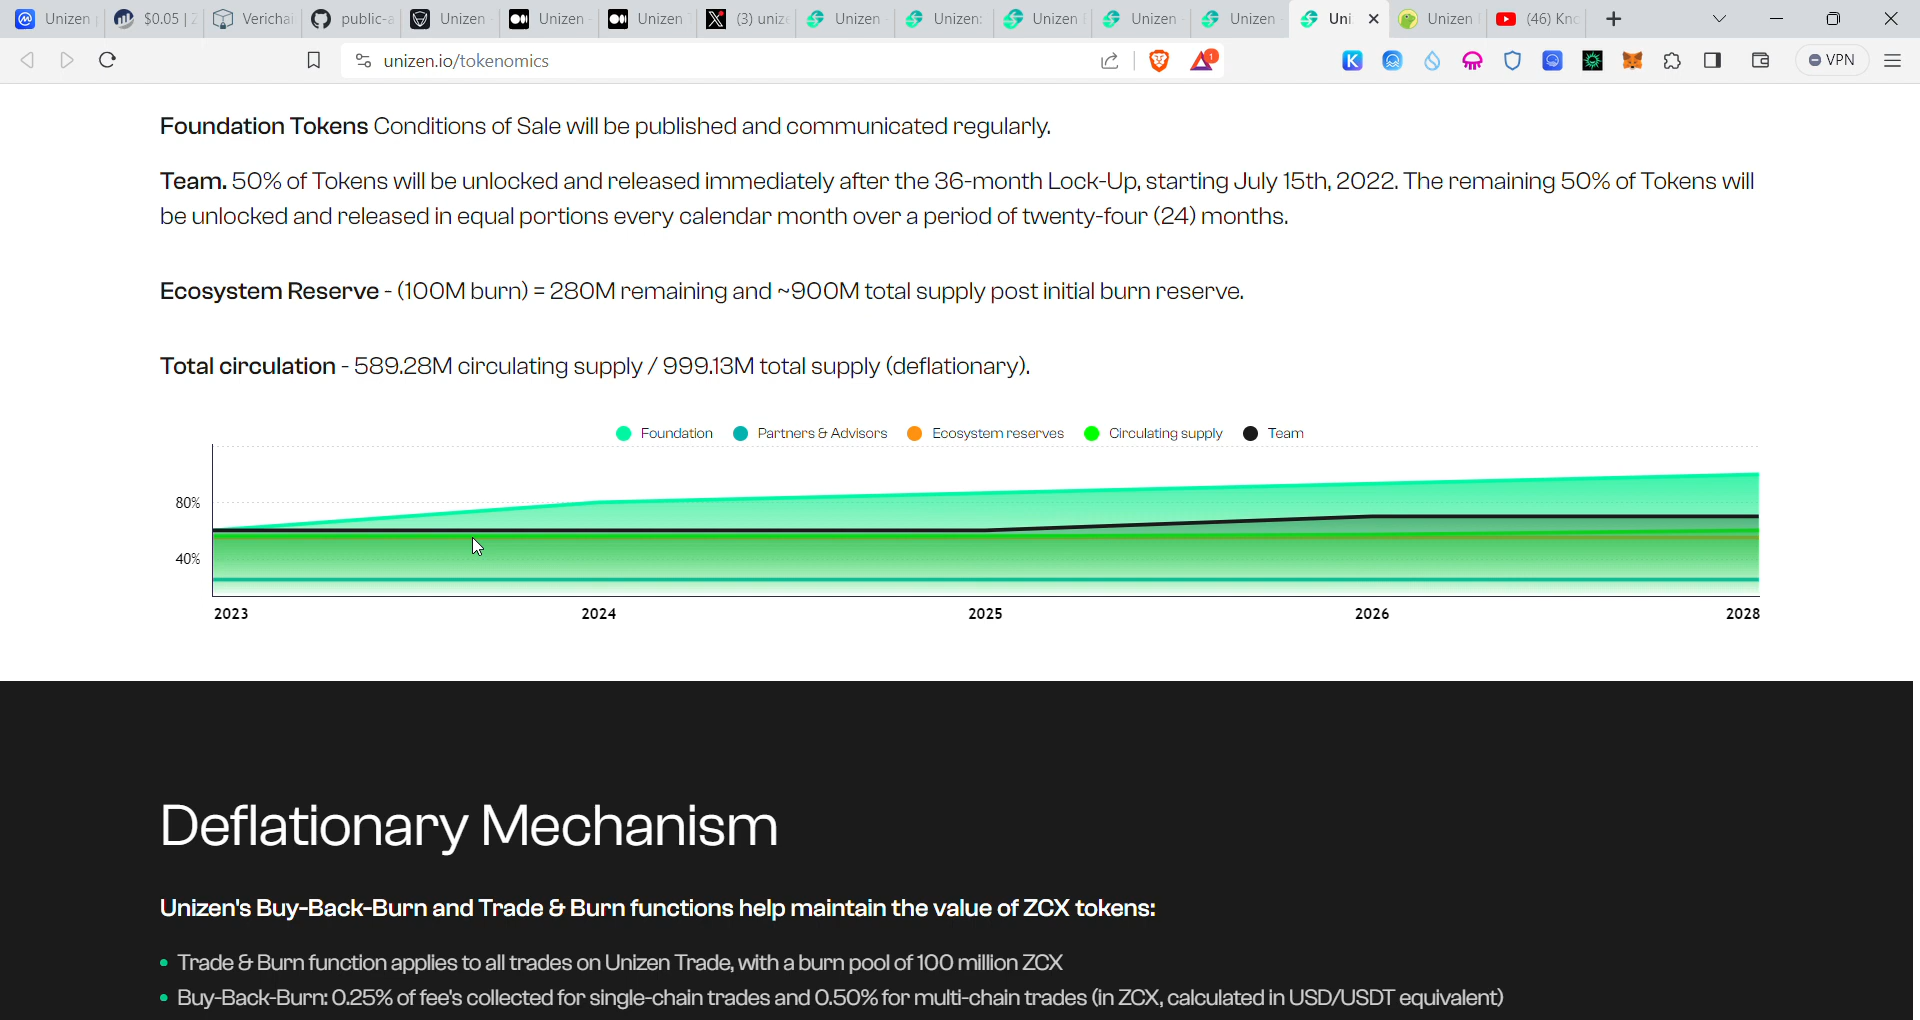 Unizen
$0.05 |
Verichai
public-a
Unizen
Unizen
Unizen
(3) uniz
Unizen
Unizen:
Unizen
Unizen
Unizen
Uni
Unizen
(46) Kno
unizen.io/tokenomics
1
K
VPN
Foundation Tokens Conditions of Sale will be published and communicated regularly.
Team. 50% of Tokens will be unlocked and released immediately after the 36-month Lock-Up, starting July 15th, 2022. The remaining 50% of Tokens will
be unlocked and released in equal portions every calendar month over a period of twenty-four (24) months.
Ecosystem Reserve - (100M burn) = 280M remaining and ~900M total supply post initial burn reserve.
Total circulation - 589.28M circulating supply / 999.13M total supply (deflationary).
Foundation Partners & Advisors Ecosystem reserves Circulating supply Team
80%
40%
2023 2024 2025 2026 2028
Deflationary Mechanism
Unizen's Buy-Back-Burn and Trade & Burn functions help maintain the value of ZCX tokens:
• Trade & Burn function applies to all trades on Unizen Trade, with a burn pool of 100 million ZCX
• Buy-Back-Burn: 0.25% of fee's collected for single-chain trades and 0.50% for multi-chain trades (in ZCX, calculated in USD/USDT equivalent)